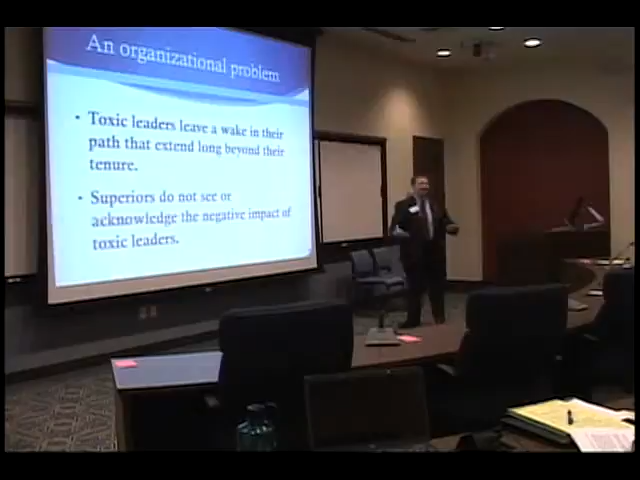 An organizational problem
• Toxic leaders leave a wake in their
path that extend long beyond their
tenure.
• Superiors do not see or
acknowledge the negative impact of
toxic leaders.